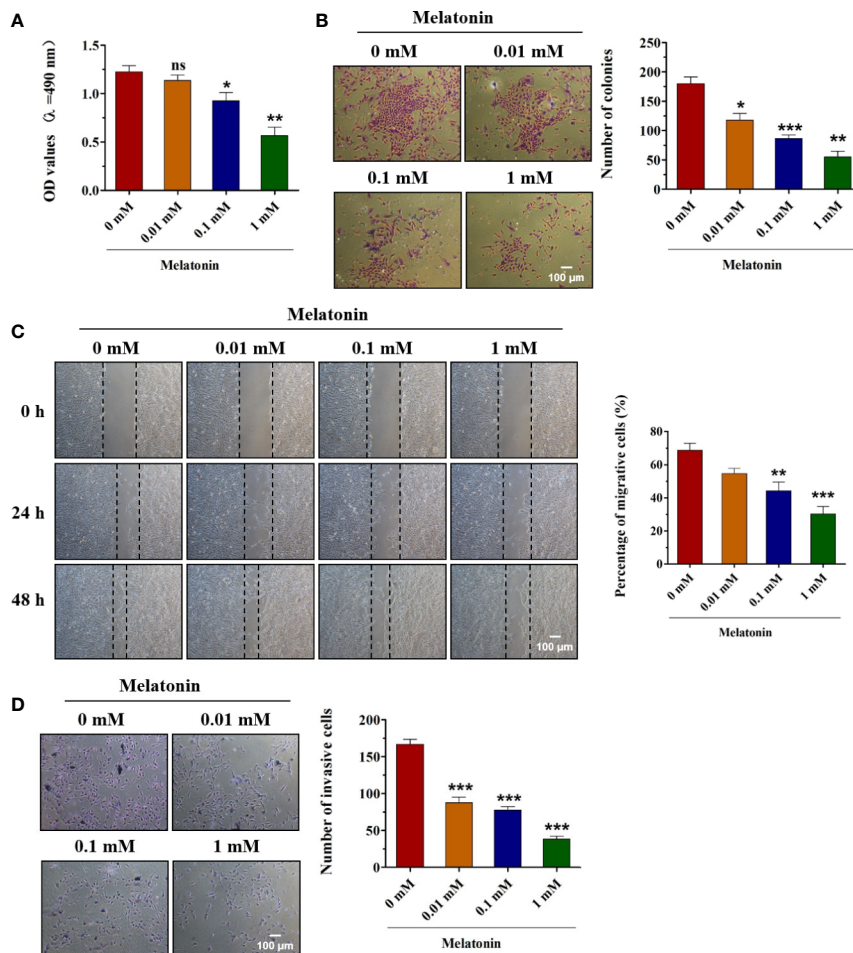 A
OD values （λ =490 nm）
1.5
1.0
0.5
0.0
ns
*
**
0 mM
0.01 mM
0.1 mM
1 mM
Melatonin
B
Melatonin
0 mM 0.01 mM
0.1 mM 1 mM
100 μm
Number of colonies
250
200
150
100
50
0
*
***
**
0 mM
0.01 mM
0.1 mM
1 mM
Melatonin
C
Melatonin
0 mM 0.01 mM 0.1 mM 1 mM
0 h
24 h
48 h
100 μm
Percentage of migrative cells (%)
80
60
40
20
0
**
***
0 mM
0.01 mM
0.1 mM
1 mM
Melatonin
D
Melatonin
0 mM 0.01 mM
0.1 mM 1 mM
100 μm
Number of invasive cells
200
150
100
50
0
***
***
***
0 mM
0.01 mM
0.1 mM
1 mM
Melatonin